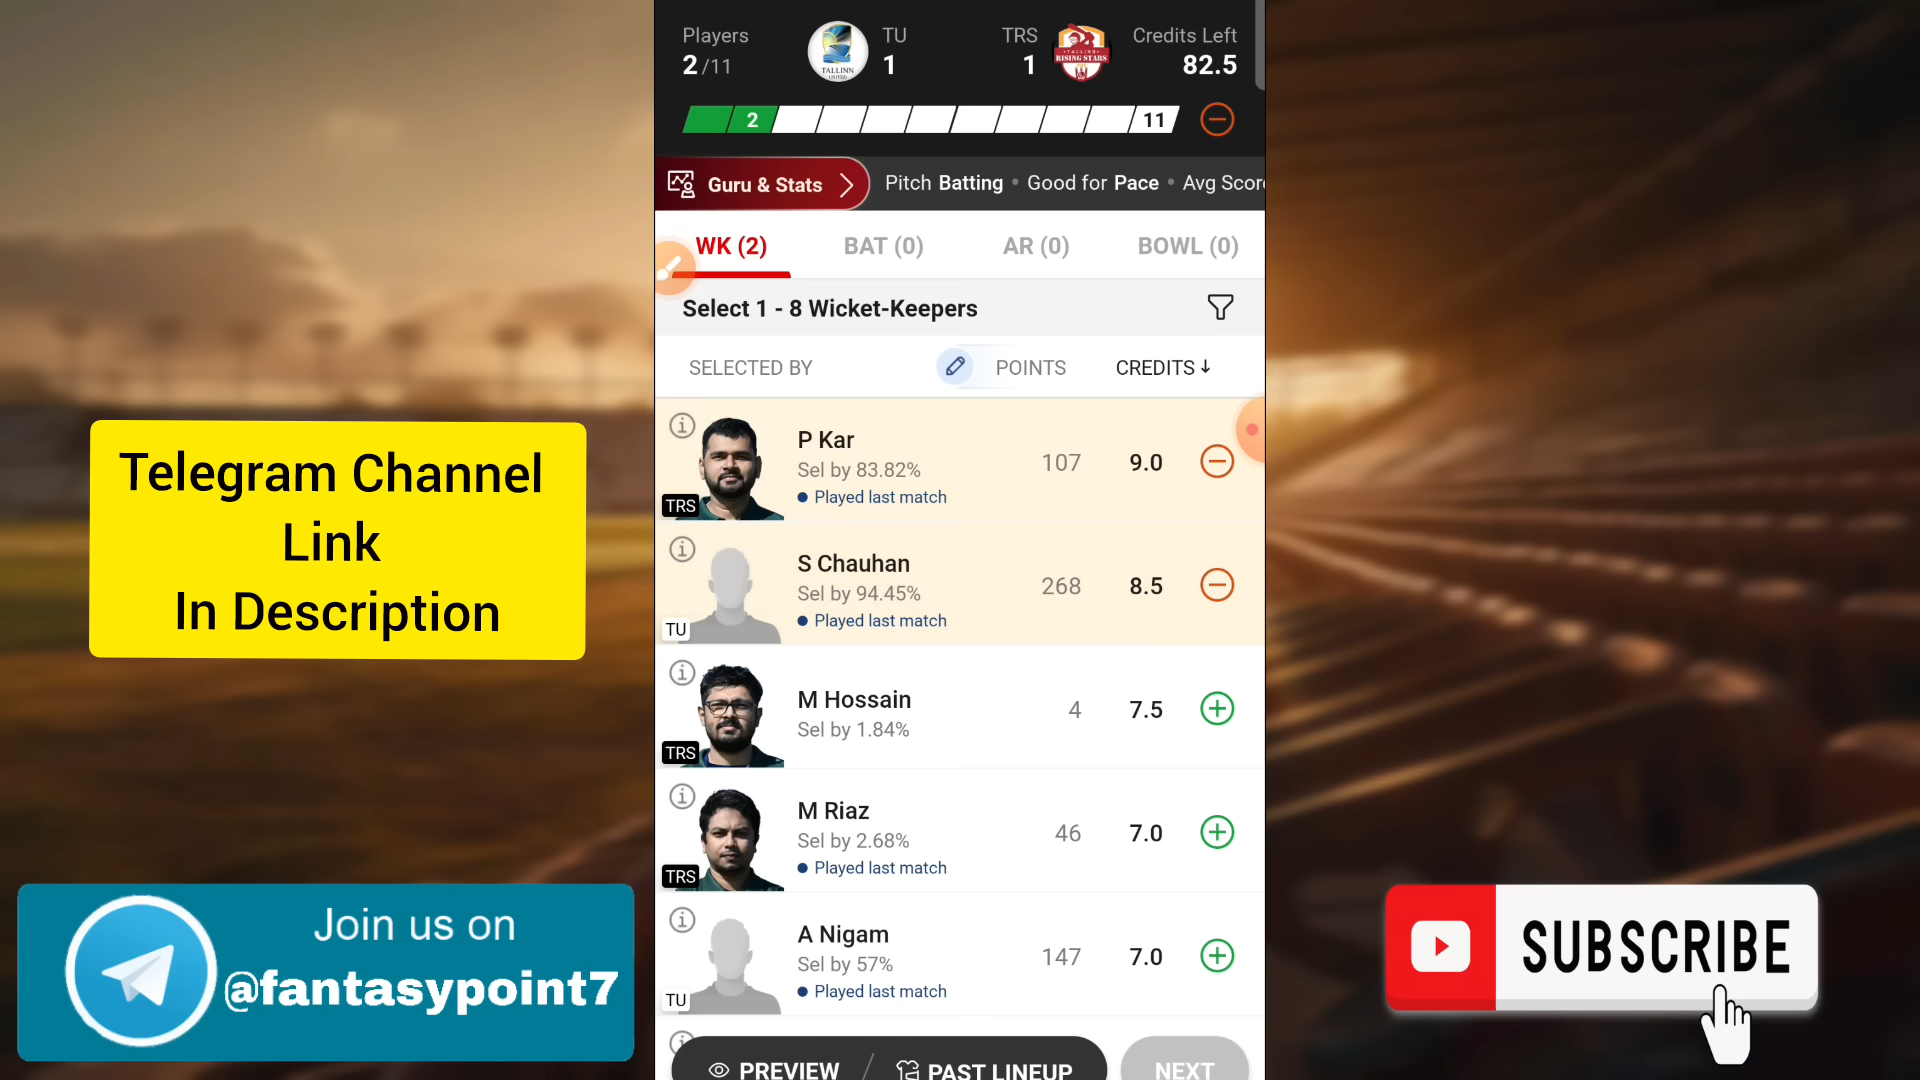 Players
2 /11
TALLINN
UNITED
TU
1
TRS
1
TALLINN
RISING STARS
Credits Left
82.5
2
11
Guru & Stats
Pitch Batting • Good for Pace • Avg Scor
WK (2)
BAT (0)
AR (0)
BOWL (0)
Select 1 - 8 Wicket-Keepers
SELECTED BY
POINTS
CREDITS ↓
P Kar
Sel by 83.82%
Played last match
TRS
107
9.0
S Chauhan
Sel by 94.45%
Played last match
TU
268
8.5
M Hossain
Sel by 1.84%
TRS
4
7.5
M Riaz
Sel by 2.68%
Played last match
TRS
46
7.0
A Nigam
Sel by 57%
Played last match
TU
147
7.0
PREVIEW
PAST LINEUP
NEXT
Telegram Channel
Link
In Description
Join us on
@fantasypoint7
SUBSCRIBE